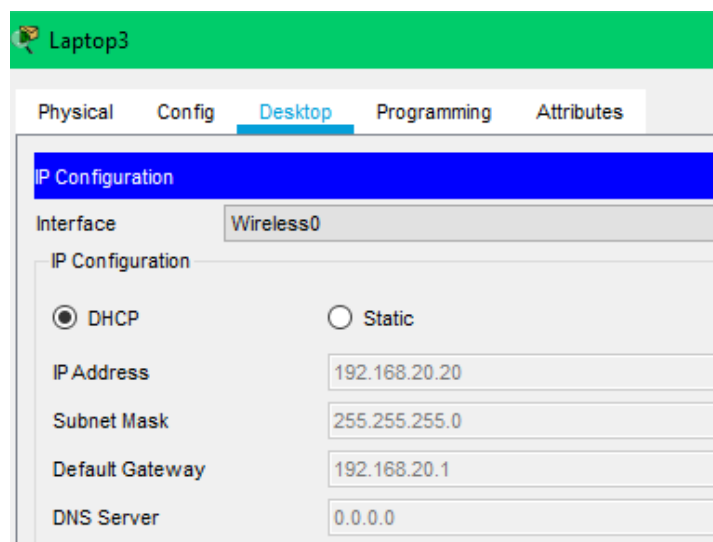 Laptop3
Physical Config Desktop Programming Attributes
IP Configuration
Interface Wireless0
IP Configuration
DHCP Static
IP Address 192.168.20.20
Subnet Mask 255.255.255.0
Default Gateway 192.168.20.1
DNS Server 0.0.0.0